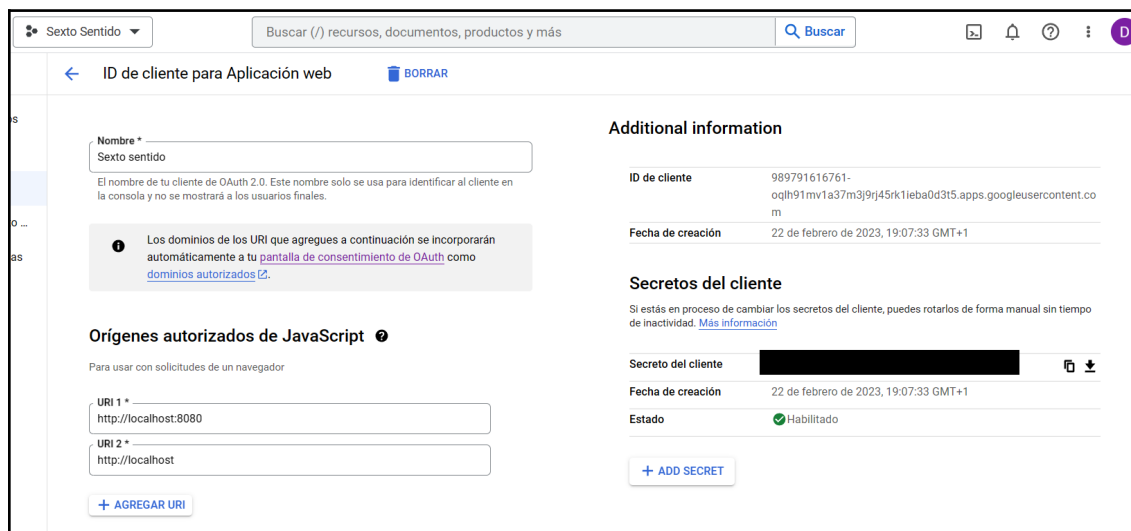 Sexto Sentido
Buscar (/) recursos, documentos, productos y más
Buscar
D
ID de cliente para Aplicación web
BORRAR
os
o ...
as
Nombre *
Sexto sentido
El nombre de tu cliente de OAuth 2.0. Este nombre solo se usa para identificar al cliente en
la consola y no se mostrará a los usuarios finales.
Los dominios de los URI que agregues a continuación se incorporarán
automáticamente a tu pantalla de consentimiento de OAuth como
dominios autorizados.
Orígenes autorizados de JavaScript
Para usar con solicitudes de un navegador
URI 1 *
http://localhost:8080
URI 2 *
http://localhost
+ AGREGAR URI
Additional information
ID de cliente
989791616761-
oqlh91mv1a37m3j9rj45rk1ieba0d3t5.apps.googleusercontent.co
m
Fecha de creación
22 de febrero de 2023, 19:07:33 GMT+1
Secretos del cliente
Si estás en proceso de cambiar los secretos del cliente, puedes rotarlos de forma manual sin tiempo
de inactividad. Más información
Secreto del cliente
Fecha de creación
22 de febrero de 2023, 19:07:33 GMT+1
Estado
Habilitado
+ ADD SECRET